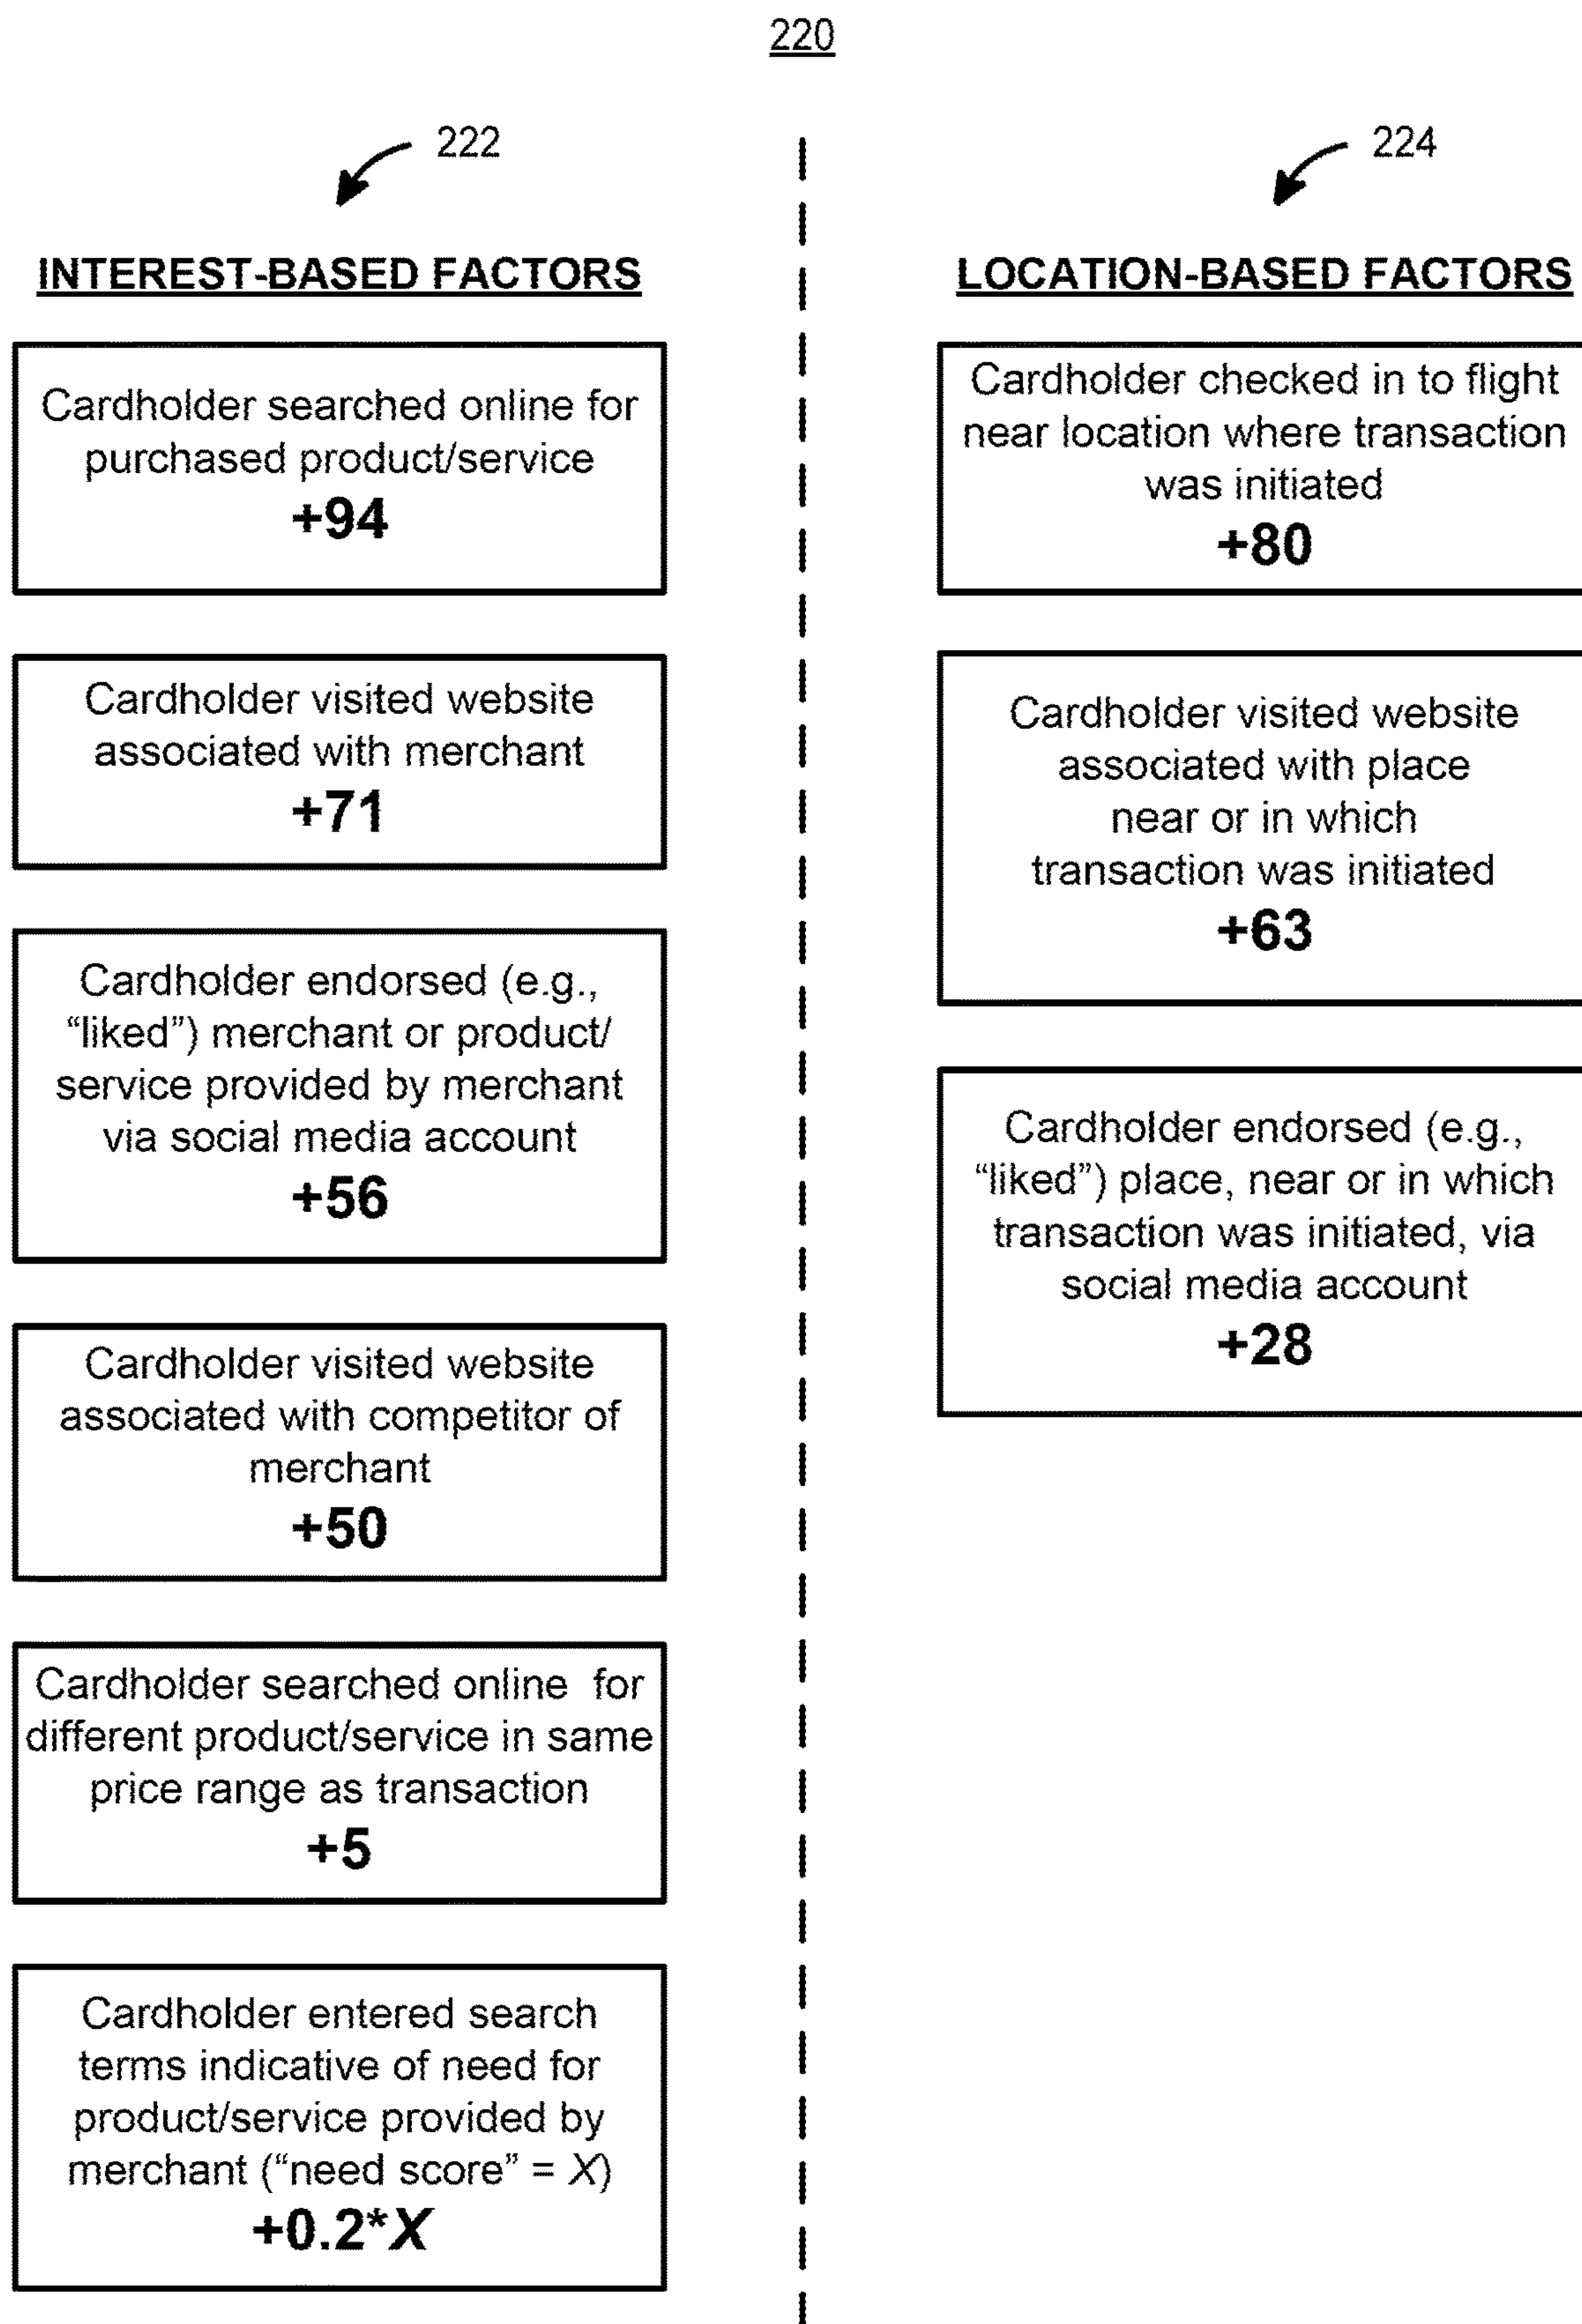 220
222
INTEREST-BASED FACTORS
Cardholder searched online for
purchased product/service
+94
Cardholder visited website
associated with merchant
+71
Cardholder endorsed (e.g.,
“liked”) merchant or product/
service provided by merchant
via social media account
+56
Cardholder visited website
associated with competitor of
merchant
+50
Cardholder searched online for
different product/service in same
price range as transaction
+5
Cardholder entered search
terms indicative of need for
product/service provided by
merchant (“need score” = X)
+0.2*X
224
LOCATION-BASED FACTORS
Cardholder checked in to flight
near location where transaction
was initiated
+80
Cardholder visited website
associated with place
near or in which
transaction was initiated
+63
Cardholder endorsed (e.g.,
“liked”) place, near or in which
transaction was initiated, via
social media account
+28